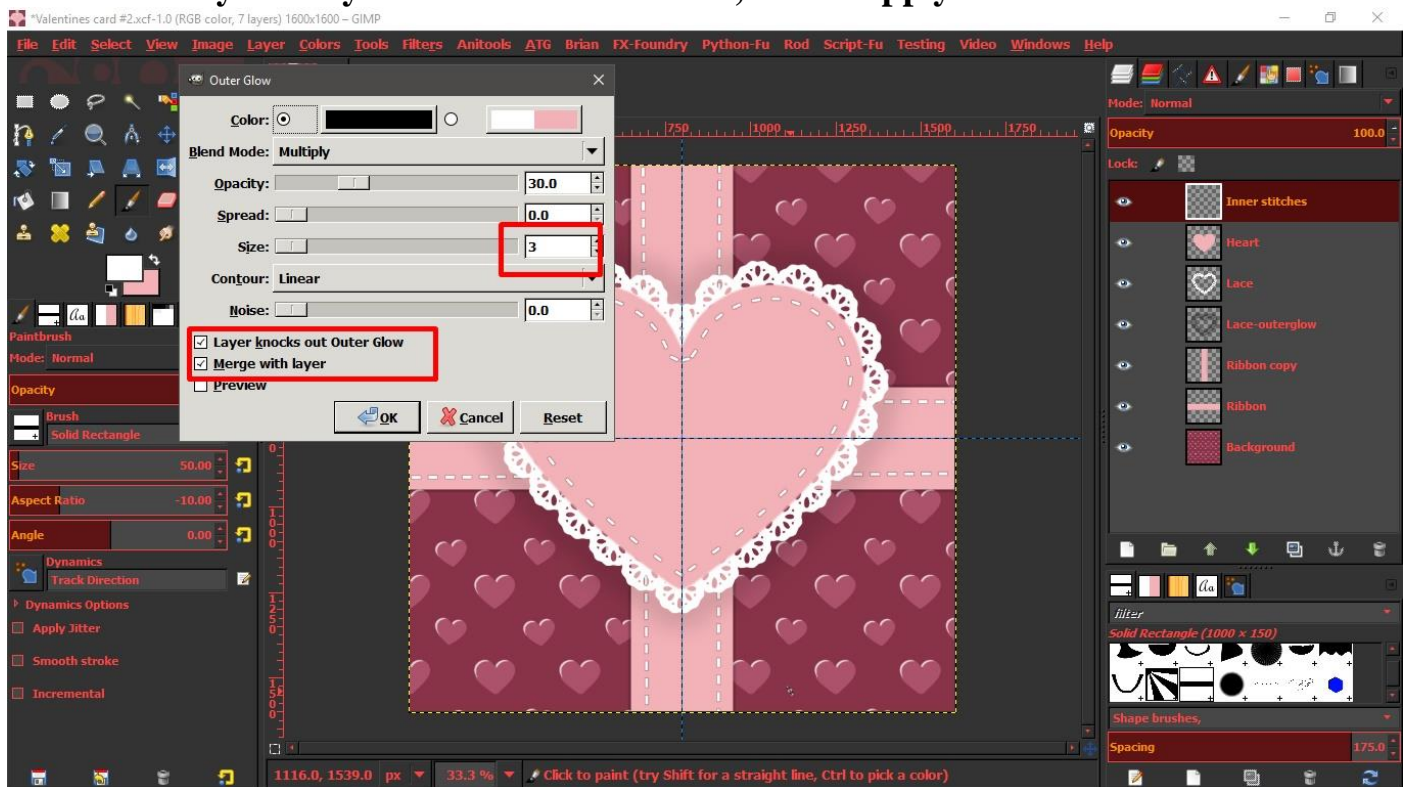 *Valentines card #2.xcf-1.0 (RGB color, 7 layers) 1600x1600 – GIMP
File Edit Select View Image Layer Colors Tools Filters Anitools ATG Brian FX-Foundry Python-Fu Rod Script-Fu Testing Video Windows Help
Outer Glow
Color:
Blend Mode: Multiply
Opacity: 30.0
Spread: 0.0
Size: 3
Contour: Linear
Noise: 0.0
Layer knocks out Outer Glow
Merge with layer
Preview
OK Cancel Reset
750 1000 1250 1500 1750
Paintbrush
Mode: Normal
Opacity
Brush
Solid Rectangle
Size 50.00
Aspect Ratio -10.00
Angle 0.00
Dynamics
Track Direction
Dynamics Options
Apply Jitter
Smooth stroke
Incremental
1116.0, 1539.0 px 33.3 % Click to paint (try Shift for a straight line, Ctrl to pick a color)
Mode: Normal
Opacity 100.0
Lock:
Inner stitches
Heart
Lace
Lace-outerglow
Ribbon copy
Ribbon
Background
filter
Solid Rectangle (1000 × 150)
Shape brushes,
Spacing 175.0